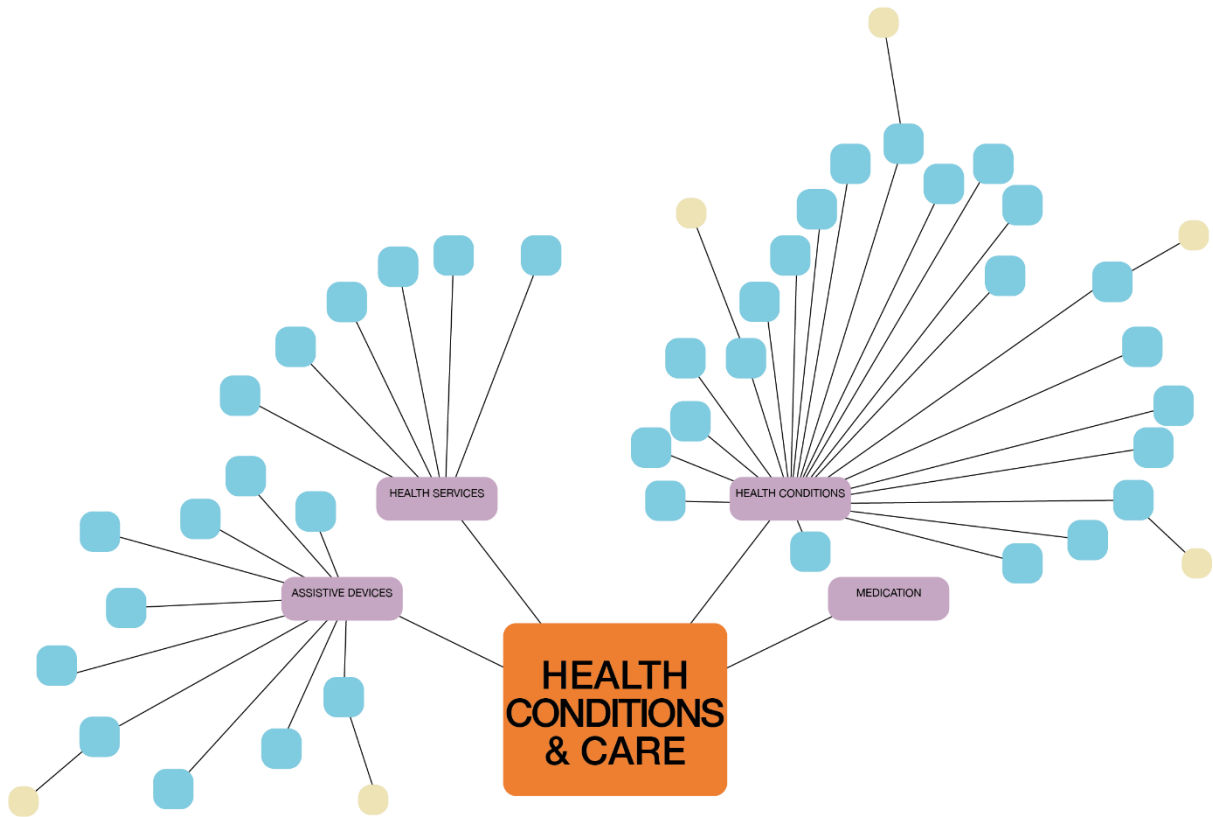 HEALTH SERVICES
HEALTH CONDITIONS
ASSISTIVE DEVICES
MEDICATION
HEALTH
CONDITIONS
& CARE